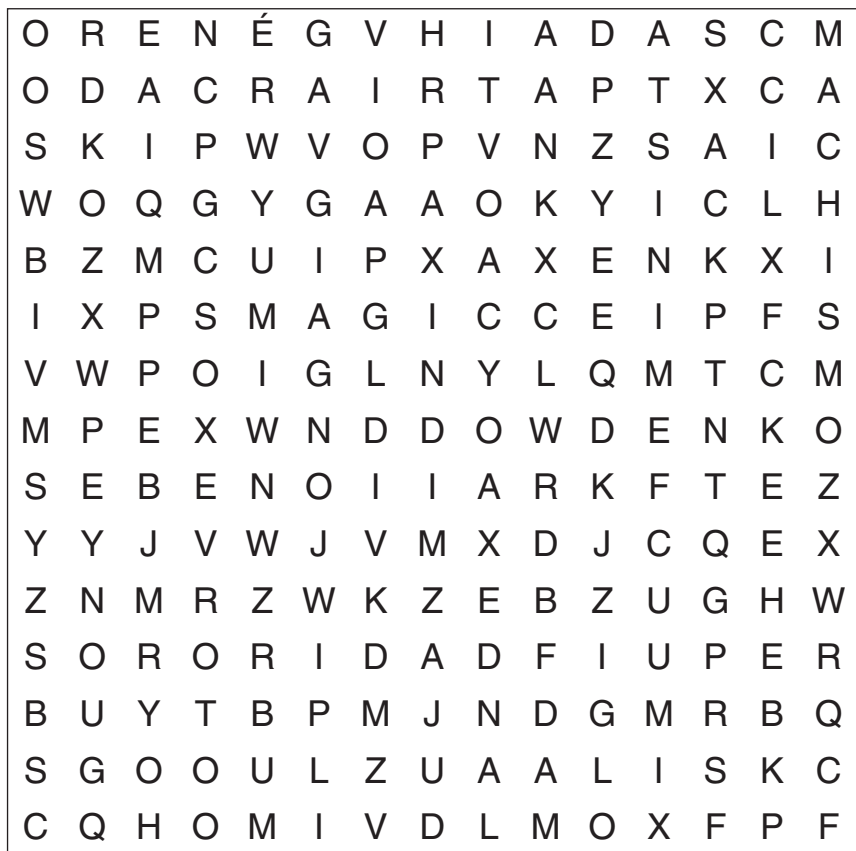 O R E N É G V H I A D A S C M
O D A C R A I R T A P T X C A
S K I P W V O P V N Z S A I C
W O Q G Y G A A O K Y I C L H
B Z M C U I P X A X E N K X I
I X P S M A G I C C E I P F S
V W P O I G L N Y L Q M T C M
M P E X W N D D O W D E N K O
S E B E N O I I A R K F T E Z
Y Y J V W J V M X D J C Q E X
Z N M R Z W K Z E B Z U G H W
S O R O R I D A D F I U P E R
B U Y T B P M J N D G M R B Q
S G O O U L Z U A A L I S K C
C Q H O M I V D L M O X F P F